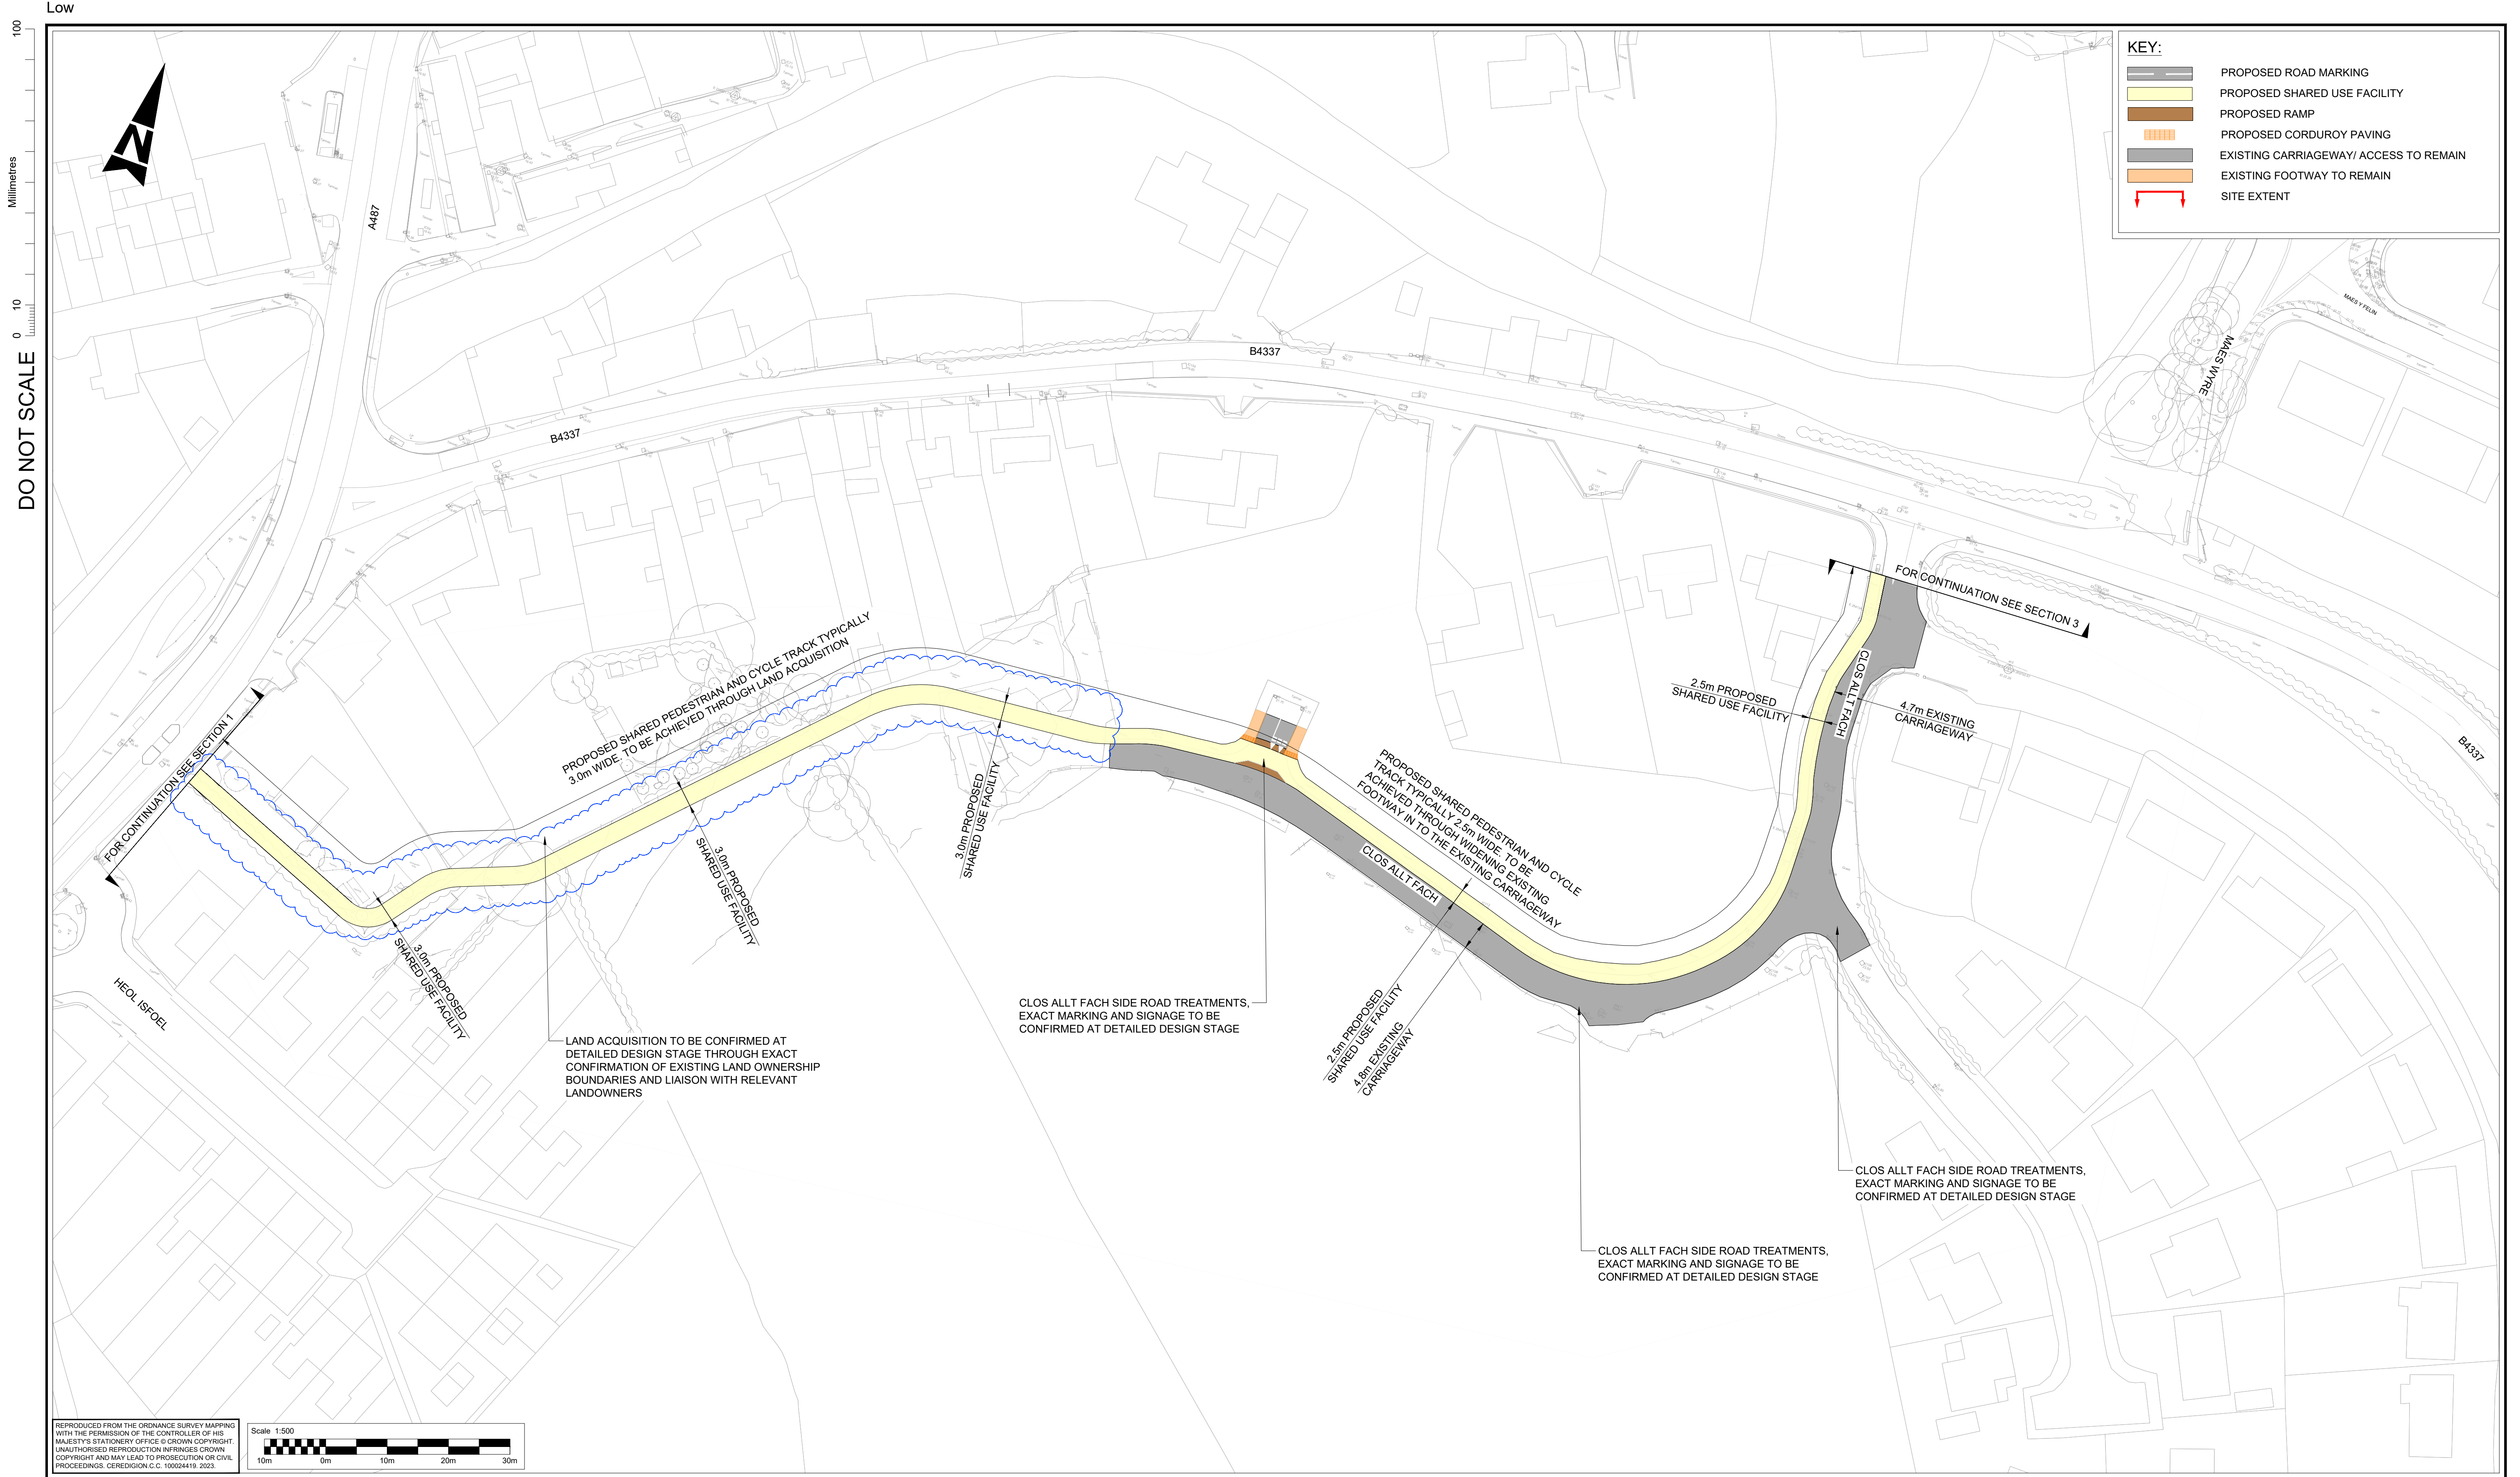 Low
100
Millimetres
10
0
DO NOT SCALE
KEY:
PROPOSED ROAD MARKING
PROPOSED SHARED USE FACILITY
PROPOSED RAMP
PROPOSED CORDUROY PAVING
EXISTING CARRIAGEWAY/ ACCESS TO REMAIN
EXISTING FOOTWAY TO REMAIN
SITE EXTENT
N
A487
B4337
B4337
MAES Y FELIN
MAES WYRE
B4337
FOR CONTINUATION SEE SECTION 1
PROPOSED SHARED PEDESTRIAN AND CYCLE TRACK TYPICALLY
3.0m WIDE. TO BE ACHIEVED THROUGH LAND ACQUISITION
FOR CONTINUATION SEE SECTION 3
CLOS ALLT FACH
2.5m PROPOSED
SHARED USE FACILITY
4.7m EXISTING
CARRIAGEWAY
3.0m PROPOSED
SHARED USE FACILITY
3.0m PROPOSED
SHARED USE FACILITY
3.0m PROPOSED
SHARED USE FACILITY
PROPOSED SHARED PEDESTRIAN AND CYCLE
TRACK TYPICALLY 2.5m WIDE. TO BE
ACHIEVED THROUGH WIDENING EXISTING
FOOTWAY IN TO THE EXISTING CARRIAGEWAY
CLOS ALLT FACH
2.5m PROPOSED
SHARED USE FACILITY
4.8m EXISTING
CARRIAGEWAY
HEOL ISFOEL
LAND ACQUISITION TO BE CONFIRMED AT
DETAILED DESIGN STAGE THROUGH EXACT
CONFIRMATION OF EXISTING LAND OWNERSHIP
BOUNDARIES AND LIAISON WITH RELEVANT
LANDOWNERS
CLOS ALLT FACH SIDE ROAD TREATMENTS,
EXACT MARKING AND SIGNAGE TO BE
CONFIRMED AT DETAILED DESIGN STAGE
CLOS ALLT FACH SIDE ROAD TREATMENTS,
EXACT MARKING AND SIGNAGE TO BE
CONFIRMED AT DETAILED DESIGN STAGE
CLOS ALLT FACH SIDE ROAD TREATMENTS,
EXACT MARKING AND SIGNAGE TO BE
CONFIRMED AT DETAILED DESIGN STAGE
REPRODUCED FROM THE ORDNANCE SURVEY MAPPING
WITH THE PERMISSION OF THE CONTROLLER OF HIS
MAJESTY'S STATIONERY OFFICE © CROWN COPYRIGHT.
UNAUTHORISED REPRODUCTION INFRINGES CROWN
COPYRIGHT AND MAY LEAD TO PROSECUTION OR CIVIL
PROCEEDINGS. CEREDIGION.C.C. 100024419. 2023.
Scale 1:500
10m 0m 10m 20m 30m